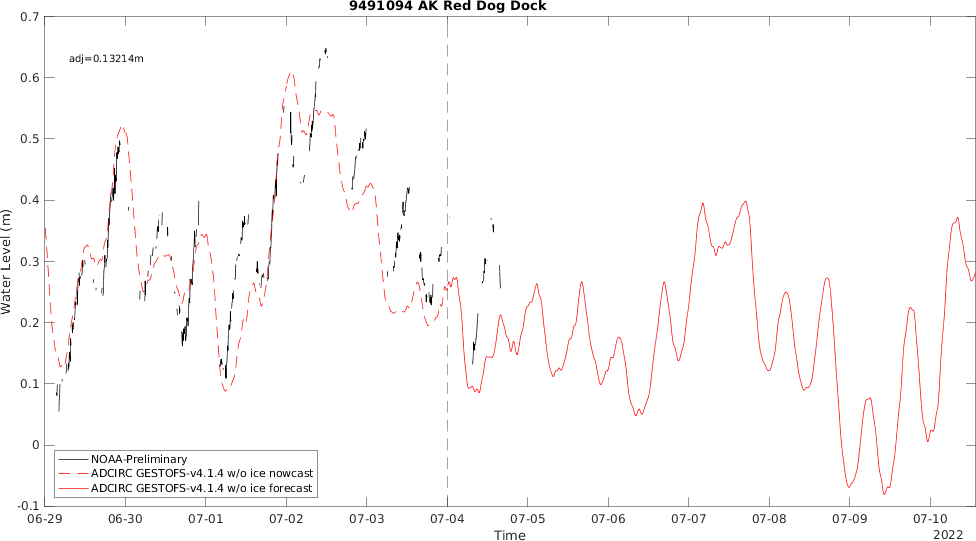 9491094 AK Red Dog Dock
0.7
0.6
0.5
0.4
0.3
0.2
0.1
0
-0.1
Water Level (m)
adj=0.13214m
NOAA-Preliminary
ADCIRC GESTOFS-v4.1.4 w/o ice nowcast
ADCIRC GESTOFS-v4.1.4 w/o ice forecast
06-29 06-30 07-01 07-02 07-03 07-04 07-05 07-06 07-07 07-08 07-09 07-10
Time
2022